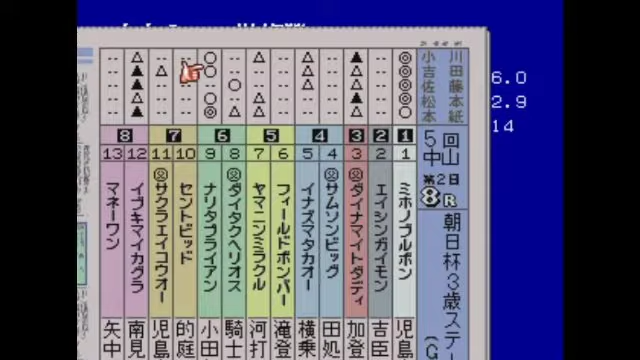 6.0
2.9
14
小川
吉田
佐藤
松本
本紙
5回
中山
第2日
8R
朝日杯3歳ステ
(G
8 7 6 5 4 3 2 1
13 12 11 10 9 8 7 6 5 4 3 2 1
ミホノブルボン
エイシンガイモン
ダイナマイトダディ
サムソンビッグ
イナズマタカオー
フィールドボンバー
ヤマニンミラクル
ダイタクヘリオス
ナリタブライアン
セントビッド
サクラエイコウオー
イブキマイカグラ
マネーワン
児島
吉臣
加登
田処
横乗
滝登
河打
騎士
小田
的庭
児島
南見
矢中